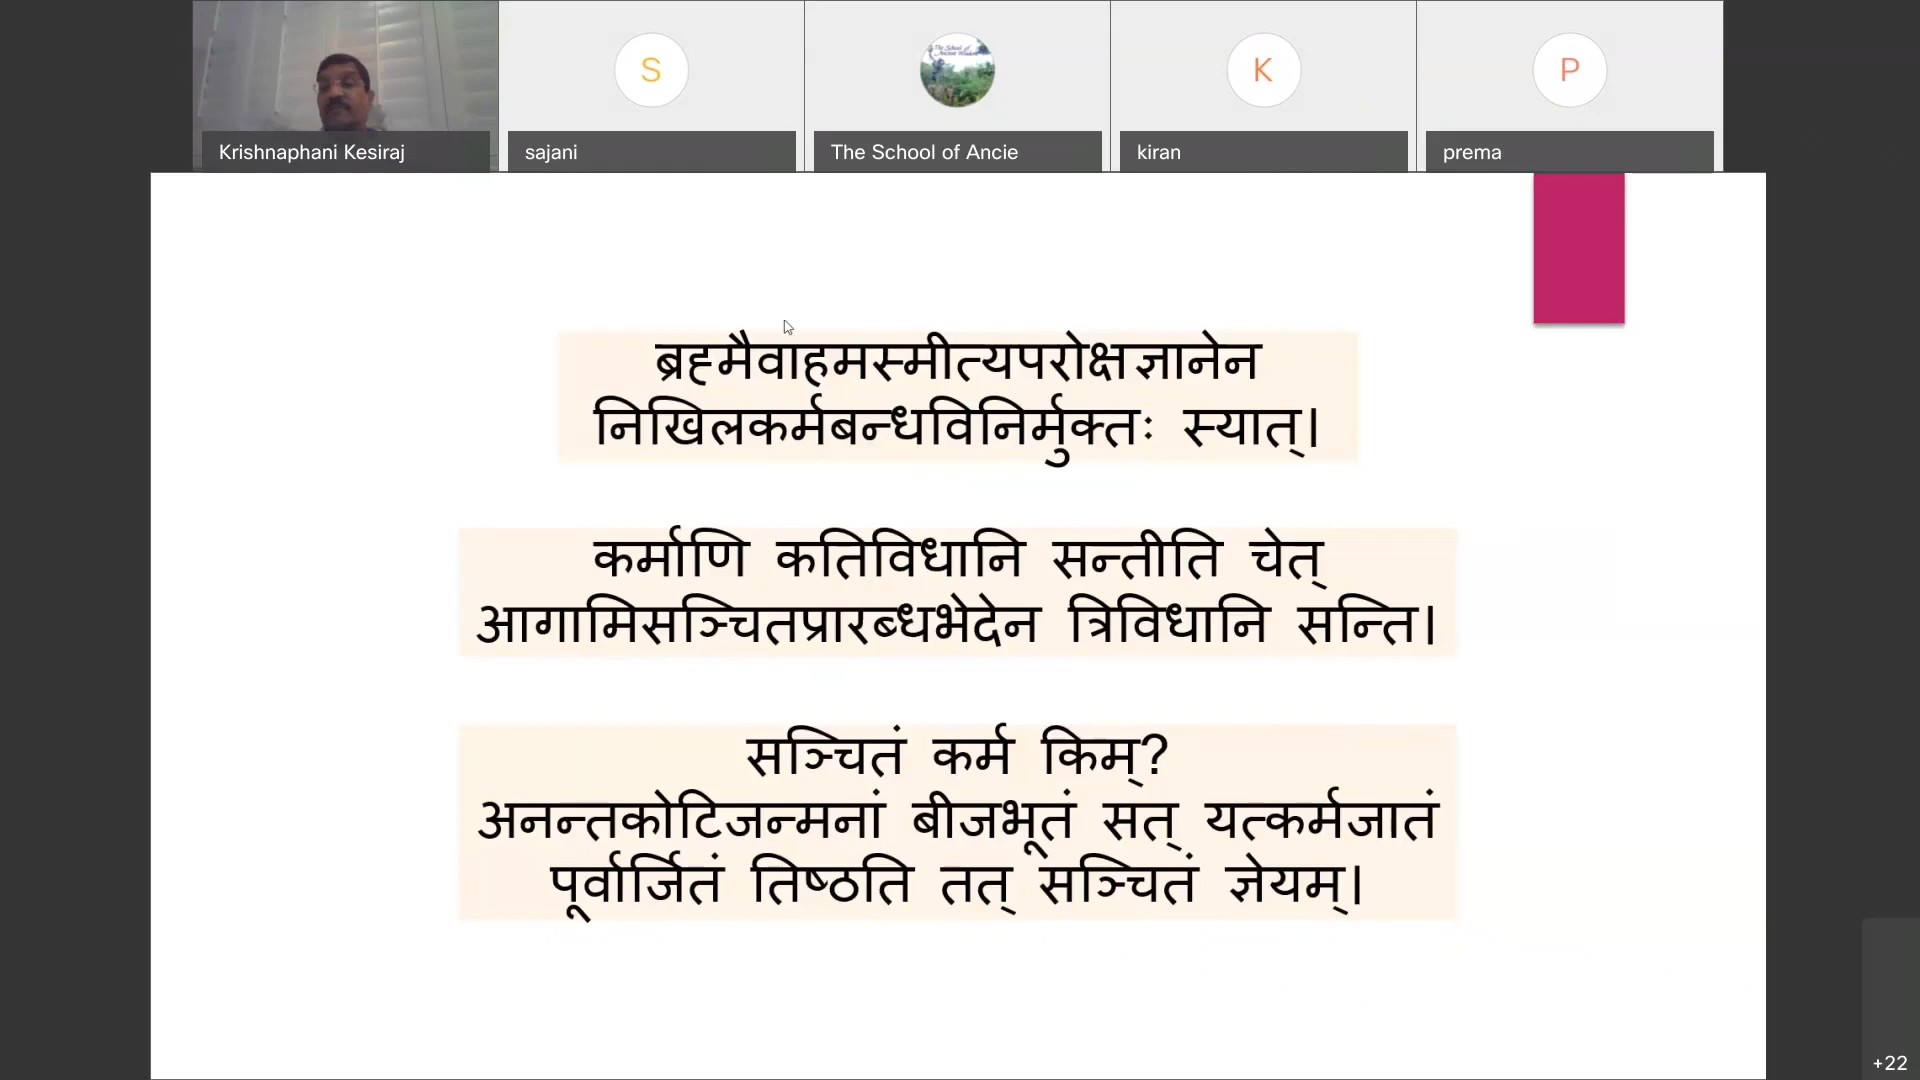 Krishnaphani Kesiraj
S
sajani
The School of Ancie
K
kiran
P
prema
ब्रह्मैवाहमस्मीत्यपरोक्षज्ञानेन
निखिलकर्मबन्धविनिर्मुक्तः स्यात्।
कर्माणि कतिविधानि सन्तीति चेत्
आगामिसञ्चितप्रारब्धभेदेन त्रिविधानि सन्ति।
सञ्चितं कर्म किम्?
अनन्तकोटिजन्मनां बीजभूतं सत् यत्कर्मजातं
पूर्वार्जितं तिष्ठति तत् सञ्चितं ज्ञेयम्।
+22